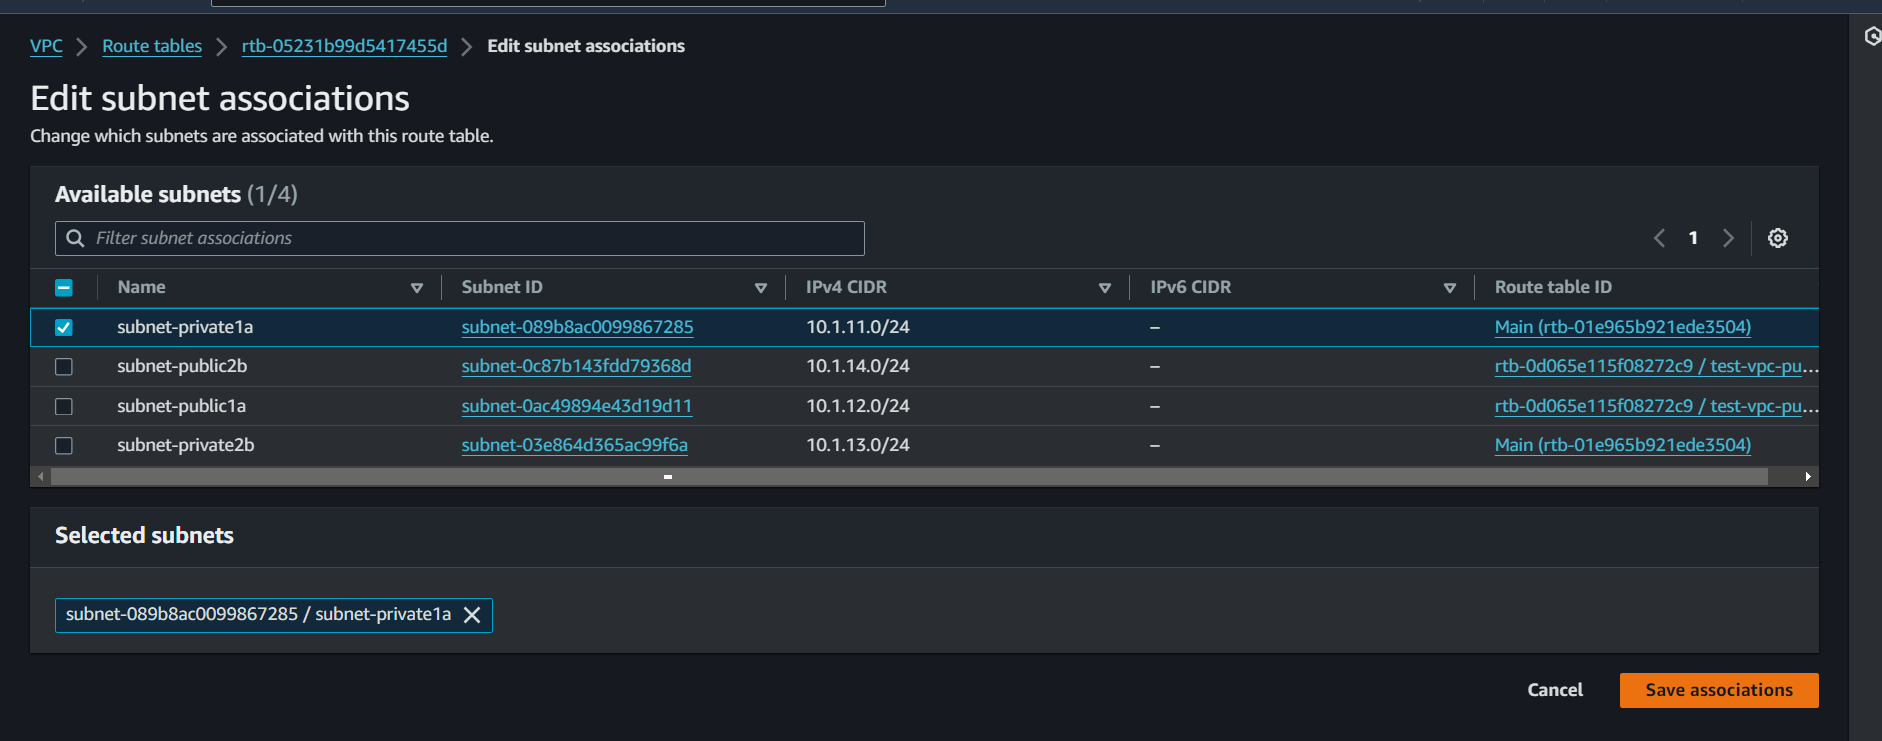 VPC > Route tables > rtb-05231b99d5417455d > Edit subnet associations
Edit subnet associations
Change which subnets are associated with this route table.
Available subnets (1/4)
Filter subnet associations
1
Name Subnet ID IPv4 CIDR IPv6 CIDR Route table ID
subnet-private1a subnet-089b8ac0099867285 10.1.11.0/24 – Main (rtb-01e965b921ede3504)
subnet-public2b subnet-0c87b143fdd79368d 10.1.14.0/24 – rtb-0d065e115f08272c9 / test-vpc-pu...
subnet-public1a subnet-0ac49894e43d19d11 10.1.12.0/24 – rtb-0d065e115f08272c9 / test-vpc-pu...
subnet-private2b subnet-03e864d365ac99f6a 10.1.13.0/24 – Main (rtb-01e965b921ede3504)
Selected subnets
subnet-089b8ac0099867285 / subnet-private1a
Cancel Save associations